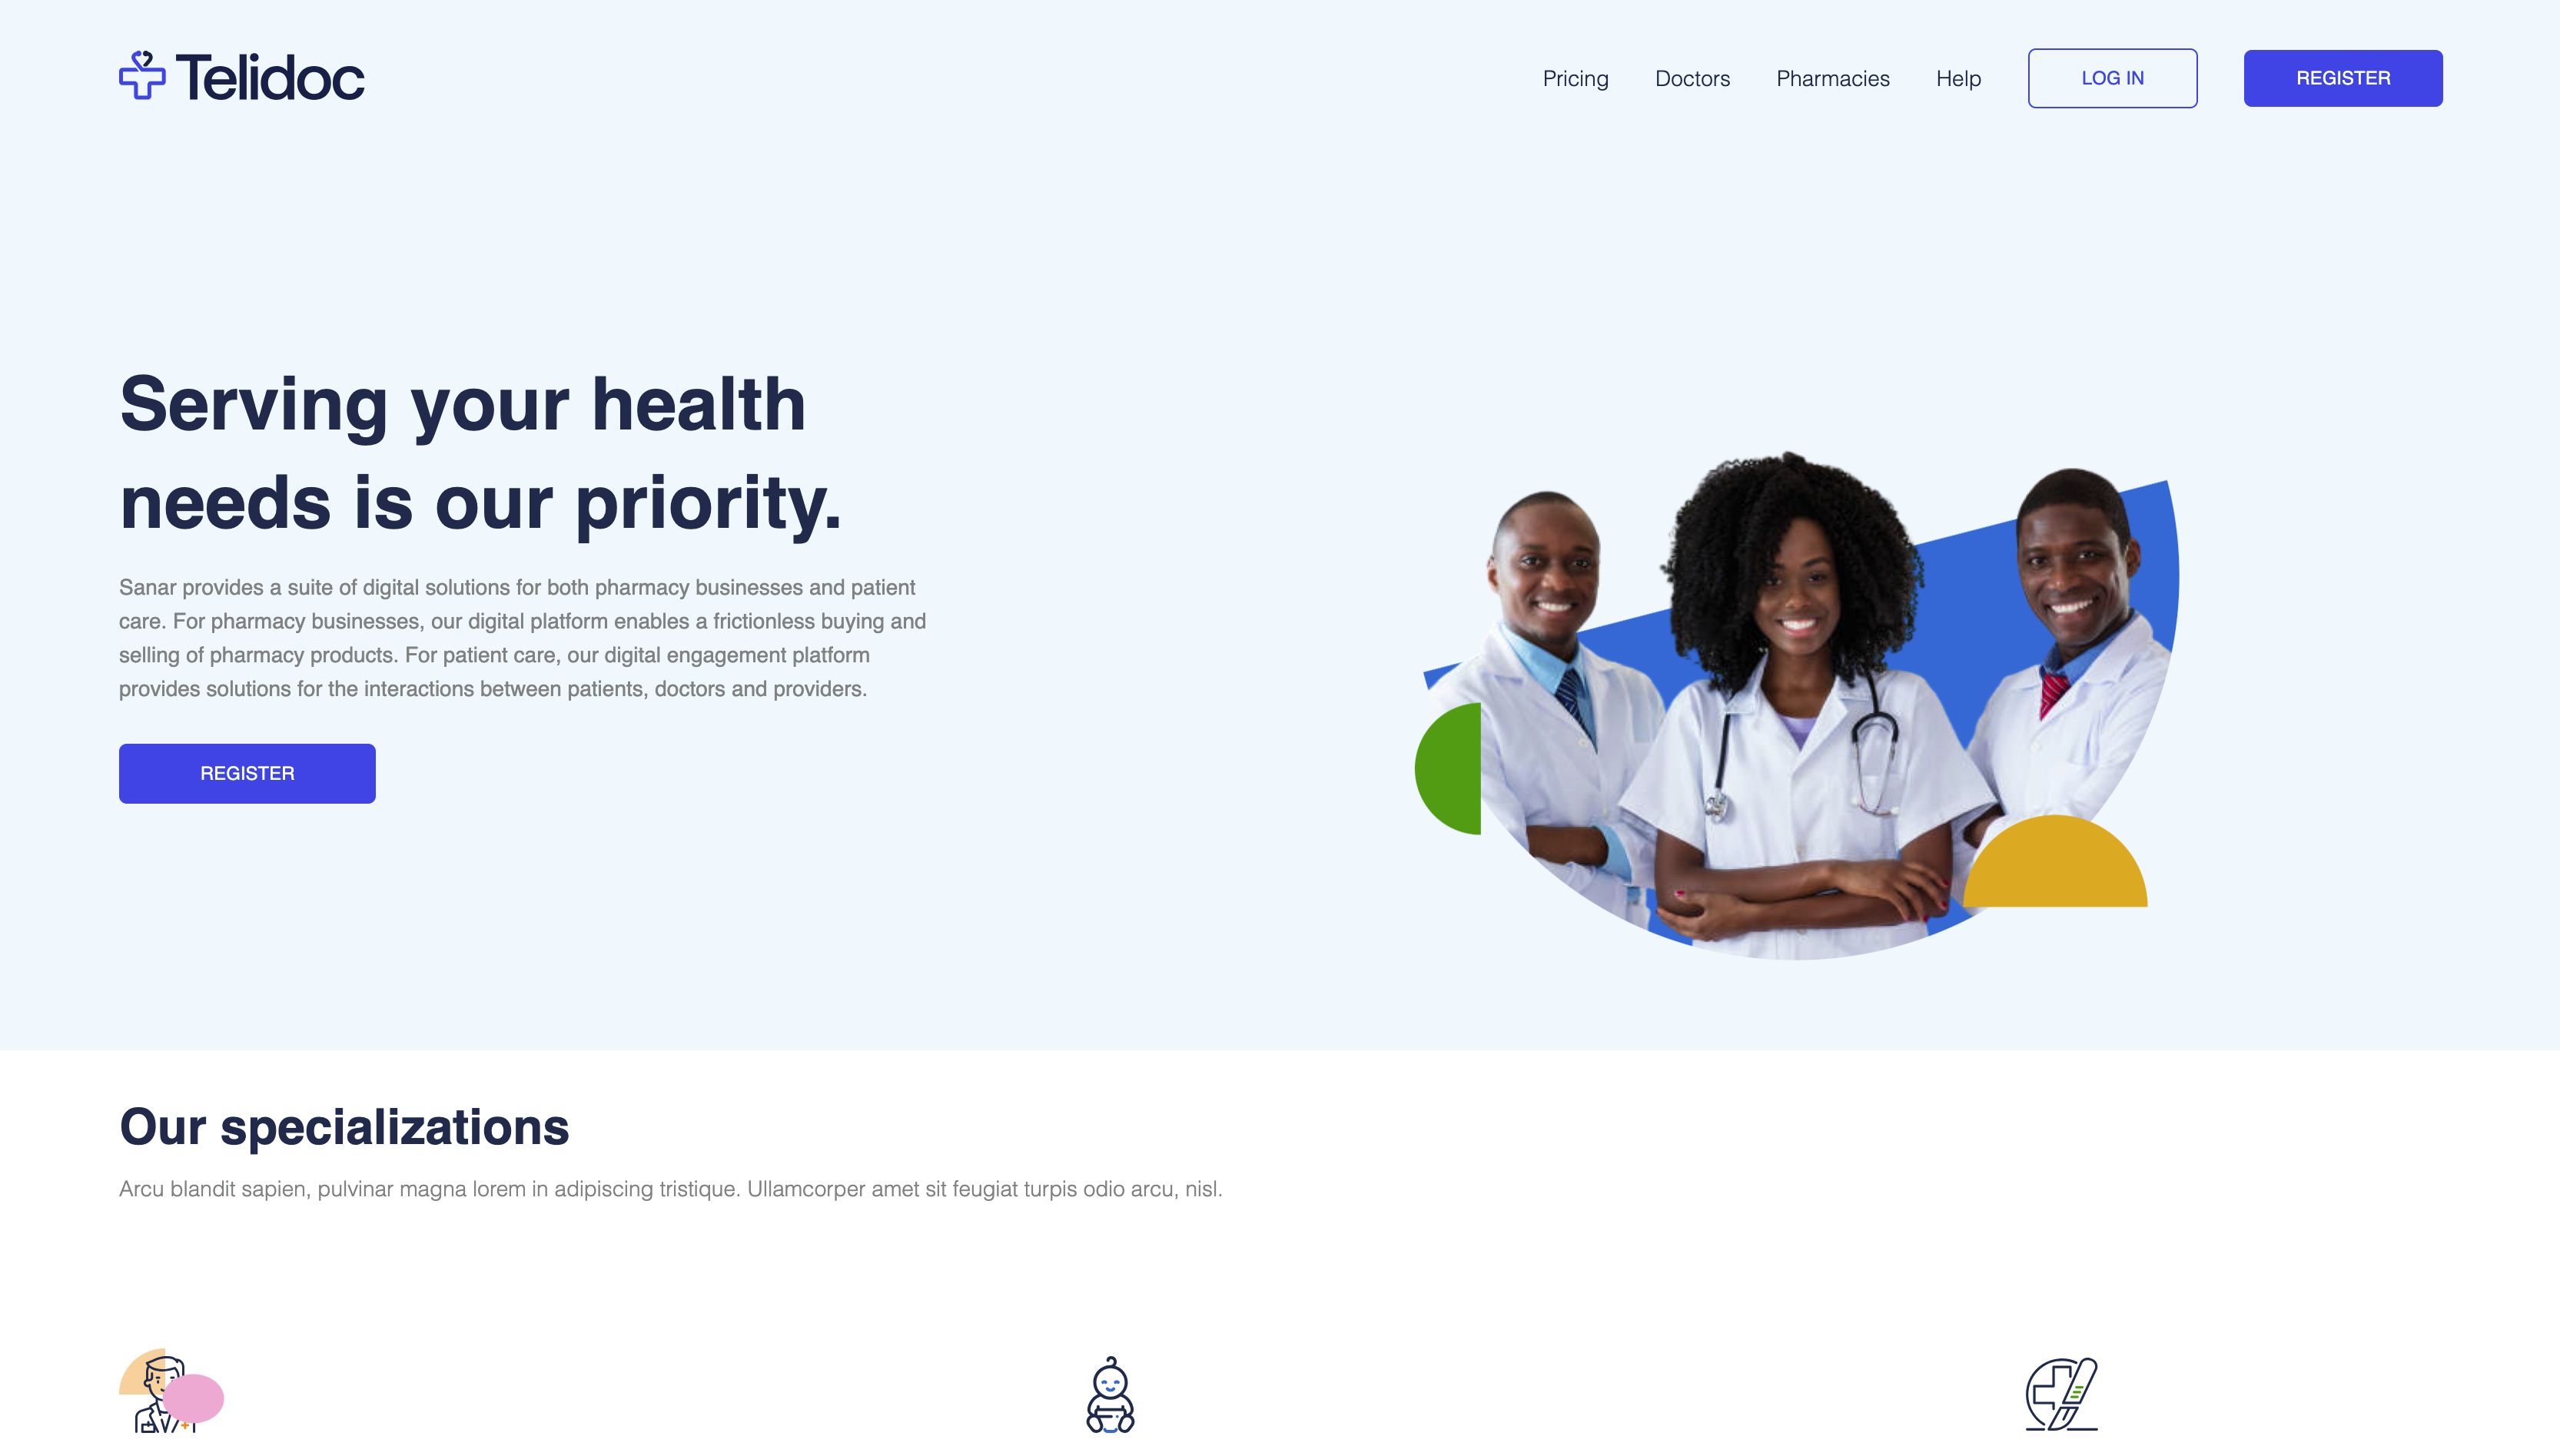 Telidoc
Pricing
Doctors
Pharmacies
Help
LOG IN
REGISTER
Serving your health
needs is our priority.
Sanar provides a suite of digital solutions for both pharmacy businesses and patient
care. For pharmacy businesses, our digital platform enables a frictionless buying and
selling of pharmacy products. For patient care, our digital engagement platform
provides solutions for the interactions between patients, doctors and providers.
REGISTER
Our specializations
Arcu blandit sapien, pulvinar magna lorem in adipiscing tristique. Ullamcorper amet sit feugiat turpis odio arcu, nisl.